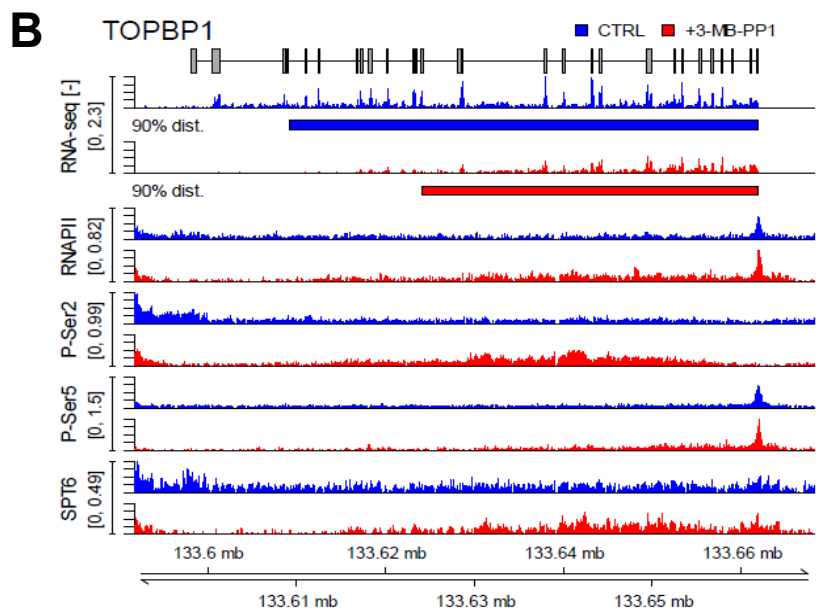 B
TOPBP1
CTRL
+3-MB-PP1
RNA-seq [-]
[0, 2.3]
90% dist.
90% dist.
RNAPII
[0, 0.82]
P-Ser2
[0, 0.99]
P-Ser5
[0, 1.5]
SPT6
[0, 0.49]
133.6 mb
133.62 mb
133.64 mb
133.66 mb
133.61 mb
133.63 mb
133.65 mb